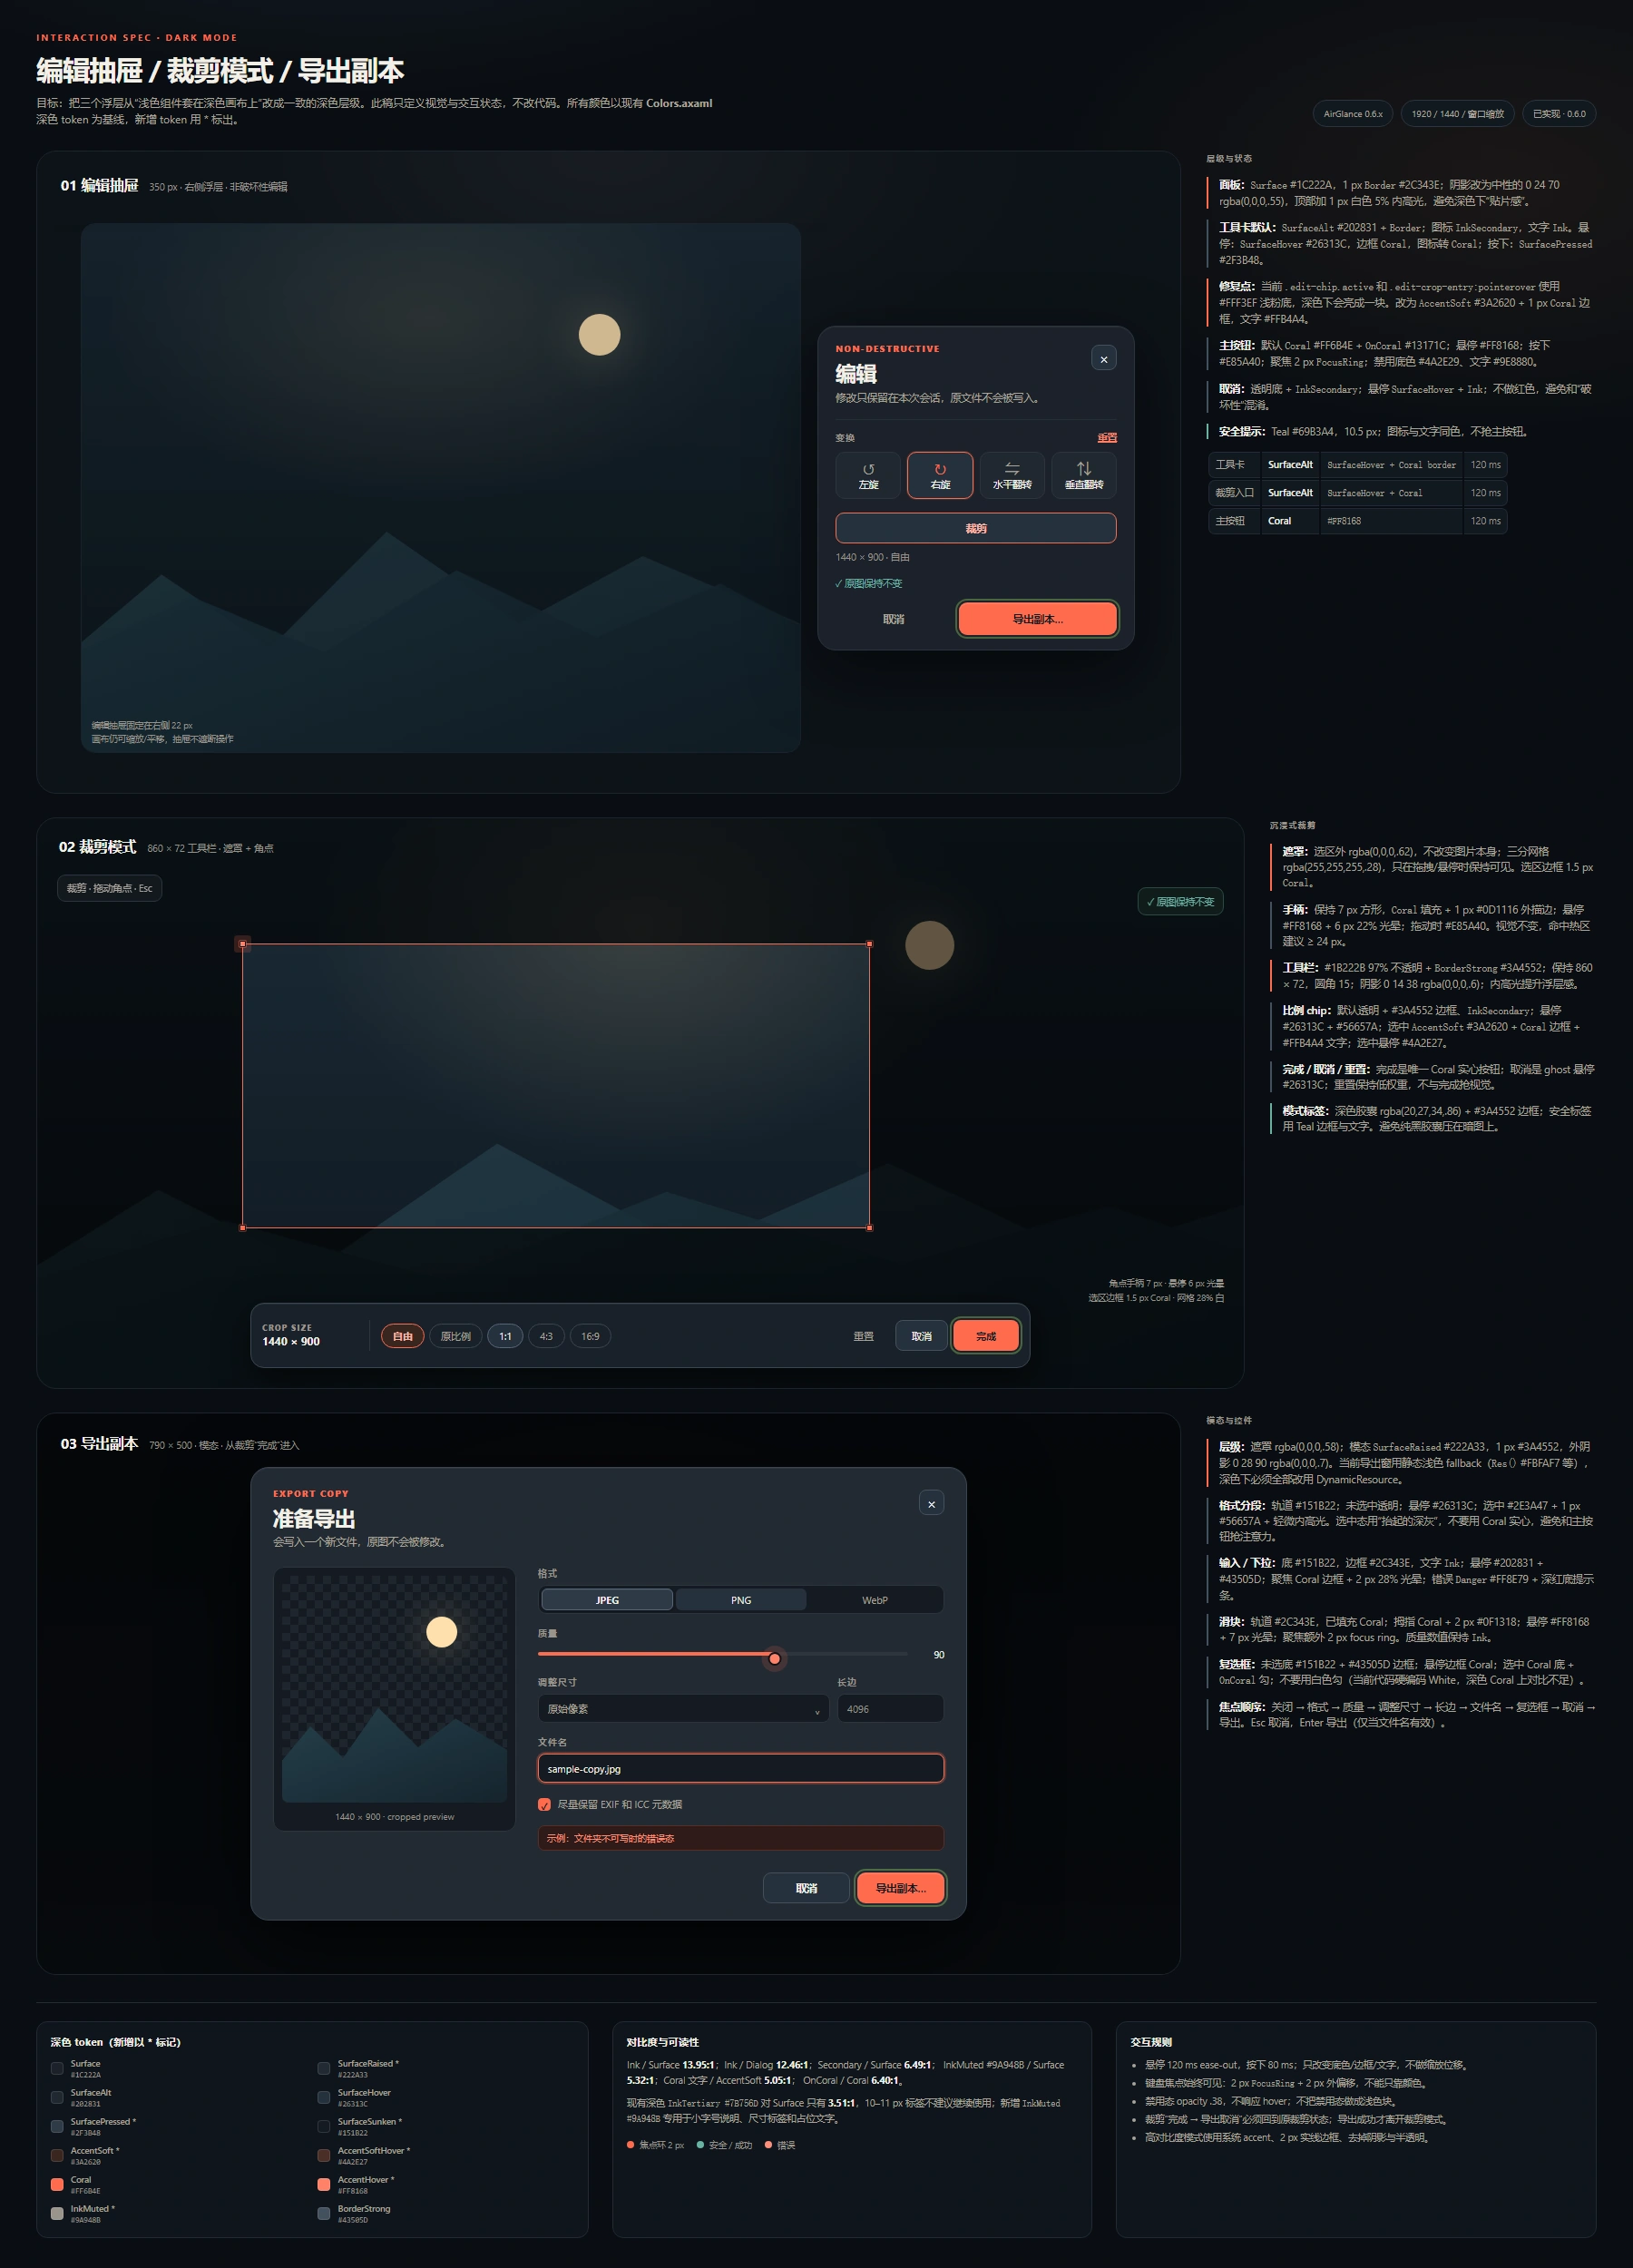 INTERACTION SPEC · DARK MODE
编辑抽屉 / 裁剪模式 / 导出副本
目标：把三个浮层从“浅色组件套在深色画布上”改成一致的深色层级。此稿只定义视觉与交互状态，不改代码。所有颜色以现有 Colors.axaml
深色 token 为基线，新增 token 用 * 标出。
AirGlance 0.6.x
1920 / 1440 / 窗口缩放
已实现 · 0.6.0
01 编辑抽屉
350 px · 右侧浮层 · 非破坏性编辑
编辑抽屉固定在右侧 22 px
画布仍可缩放/平移，抽屉不遮断操作
NON-DESTRUCTIVE
×
编辑
修改只保留在本次会话，原文件不会被写入。
变换
重置
↺
↻
⇋
⇅
左旋
右旋
水平翻转
垂直翻转
裁剪
1440 × 900 · 自由
✓ 原图保持不变
取消
导出副本…
层级与状态
面板：Surface #1C222A，1 px Border #2C343E；阴影改为中性的 0 24 70
rgba(0,0,0,.55)，顶部加 1 px 白色 5% 内高光，避免深色下“贴片感”。
工具卡默认：SurfaceAlt #202831 + Border；图标 InkSecondary，文字 Ink。悬
停：SurfaceHover #26313C，边框 Coral，图标转 Coral；按下：SurfacePressed
#2F3B48。
修复点：当前 .edit-chip.active 和 .edit-crop-entry:pointerover 使用
#FFF3EF 浅粉底，深色下会亮成一块。改为 AccentSoft #3A2620 + 1 px Coral 边
框，文字 #FFB4A4。
主按钮：默认 Coral #FF6B4E + OnCoral #13171C；悬停 #FF8168；按下
#E85A40；聚焦 2 px FocusRing；禁用底色 #4A2E29、文字 #9E8880。
取消：透明底 + InkSecondary；悬停 SurfaceHover + Ink；不做红色，避免和“破
坏性”混淆。
安全提示：Teal #69B3A4，10.5 px；图标与文字同色，不抢主按钮。
工具卡
SurfaceAlt
SurfaceHover + Coral border
120 ms
裁剪入口
SurfaceAlt
SurfaceHover + Coral
120 ms
主按钮
Coral
#FF8168
120 ms
02 裁剪模式
860 × 72 工具栏 · 遮罩 + 角点
裁剪 · 拖动角点 · Esc
✓ 原图保持不变
角点手柄 7 px · 悬停 6 px 光晕
选区边框 1.5 px Coral · 网格 28% 白
CROP SIZE
1440 × 900
自由
原比例
1:1
4:3
16:9
重置
取消
完成
沉浸式裁剪
遮罩：选区外 rgba(0,0,0,.62)，不改变图片本身；三分网格
rgba(255,255,255,.28)，只在拖拽/悬停时保持可见。选区边框 1.5 px
Coral。
手柄：保持 7 px 方形，Coral 填充 + 1 px #0D1116 外描边；悬停
#FF8168 + 6 px 22% 光晕；拖动时 #E85A40。视觉不变，命中热区
建议 ≥ 24 px。
工具栏：#1B222B 97% 不透明 + BorderStrong #3A4552；保持 860
× 72，圆角 15；阴影 0 14 38 rgba(0,0,0,.6)；内高光提升浮层感。
比例 chip：默认透明 + #3A4552 边框、InkSecondary；悬停
#26313C + #56657A；选中 AccentSoft #3A2620 + Coral 边框 +
#FFB4A4 文字；选中悬停 #4A2E27。
完成 / 取消 / 重置：完成是唯一 Coral 实心按钮；取消是 ghost 悬停
#26313C；重置保持低权重，不与完成抢视觉。
模式标签：深色胶囊 rgba(20,27,34,.86) + #3A4552 边框；安全标签
用 Teal 边框与文字。避免纯黑胶囊压在暗图上。
03 导出副本
790 × 500 · 模态 · 从裁剪“完成”进入
EXPORT COPY
×
准备导出
会写入一个新文件，原图不会被修改。
1440 × 900 · cropped preview
格式
JPEG
PNG
WebP
质量
90
调整尺寸
长边
原始像素
4096
文件名
sample-copy.jpg
✓ 尽量保留 EXIF 和 ICC 元数据
示例：文件夹不可写时的错误态
取消
导出副本…
模态与控件
层级：遮罩 rgba(0,0,0,.58)；模态 SurfaceRaised #222A33，1 px #3A4552，外阴
影 0 28 90 rgba(0,0,0,.7)。当前导出窗用静态浅色 fallback（Res() #FBFAF7 等），
深色下必须全部改用 DynamicResource。
格式分段：轨道 #151B22；未选中透明；悬停 #26313C；选中 #2E3A47 + 1 px
#56657A + 轻微内高光。选中态用“抬起的深灰”，不要用 Coral 实心，避免和主按
钮抢注意力。
输入 / 下拉：底 #151B22，边框 #2C343E，文字 Ink；悬停 #202831 +
#43505D；聚焦 Coral 边框 + 2 px 28% 光晕；错误 Danger #FF8E79 + 深红底提示
条。
滑块：轨道 #2C343E，已填充 Coral；拇指 Coral + 2 px #0F1318；悬停 #FF8168
+ 7 px 光晕；聚焦额外 2 px focus ring。质量数值保持 Ink。
复选框：未选底 #151B22 + #43505D 边框；悬停边框 Coral；选中 Coral 底 +
OnCoral 勾；不要用白色勾（当前代码硬编码 White，深色 Coral 上对比不足）。
焦点顺序：关闭 → 格式 → 质量 → 调整尺寸 → 长边 → 文件名 → 复选框 → 取消 →
导出。Esc 取消，Enter 导出（仅当文件名有效）。
深色 token（新增以 * 标记）
Surface
#1C222A
SurfaceRaised *
#222A33
SurfaceAlt
#202831
SurfaceHover
#26313C
SurfacePressed *
#2F3B48
SurfaceSunken *
#151B22
AccentSoft *
#3A2620
AccentSoftHover *
#4A2E27
Coral
#FF6B4E
AccentHover *
#FF8168
InkMuted *
#9A948B
BorderStrong
#43505D
对比度与可读性
Ink / Surface 13.95:1；Ink / Dialog 12.46:1；Secondary / Surface 6.49:1； InkMuted #9A948B / Surface
5.32:1；Coral 文字 / AccentSoft 5.05:1； OnCoral / Coral 6.40:1。
现有深色 InkTertiary #7B756D 对 Surface 只有 3.51:1，10–11 px 标签不建议继续使用；新增 InkMuted
#9A948B 专用于小字号说明、尺寸标签和占位文字。
焦点环 2 px
安全 / 成功
错误
交互规则
• 悬停 120 ms ease-out，按下 80 ms；只改变底色/边框/文字，不做缩放位移。
• 键盘焦点始终可见：2 px FocusRing + 2 px 外偏移，不能只靠颜色。
• 禁用态 opacity .38，不响应 hover；不把禁用态做成浅色块。
• 裁剪“完成 → 导出取消”必须回到原裁剪状态；导出成功才离开裁剪模式。
• 高对比度模式使用系统 accent、2 px 实线边框、去掉阴影与半透明。